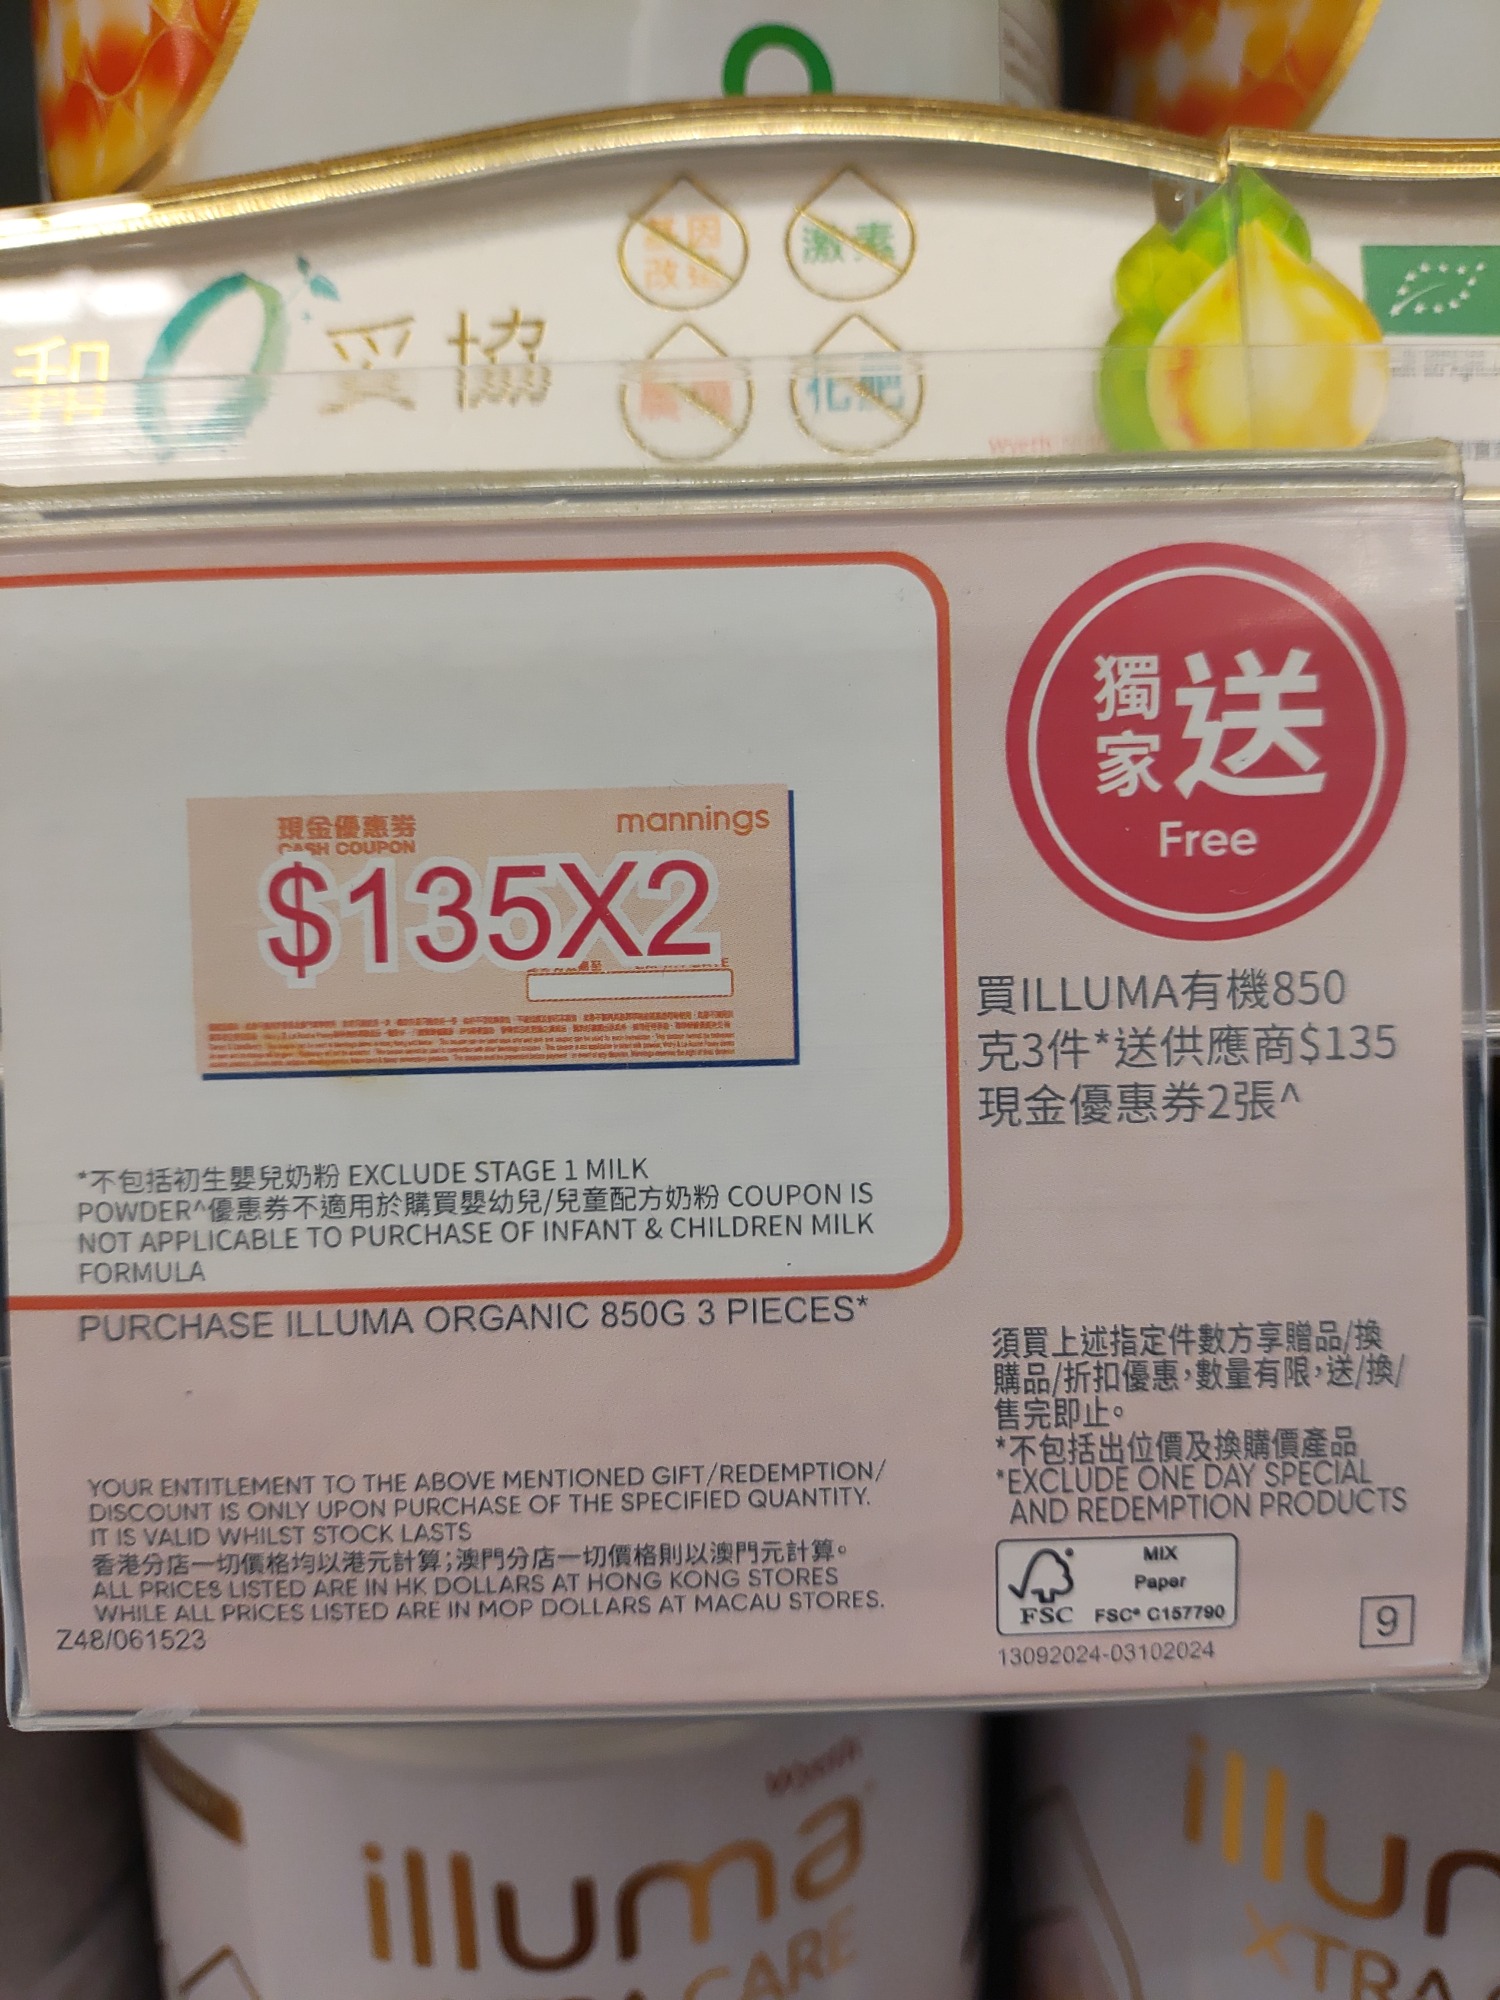 基因
改造
激素
和 妥協
化肥
獨家
送
Free
現金優惠券
mannings
CASH COUPON
$135X2
買ILLUMA有機850
克3件*送供應商$135
現金優惠券2張^
*不包括初生嬰兒奶粉 EXCLUDE STAGE 1 MILK
POWDER^優惠券不適用於購買嬰幼兒/兒童配方奶粉 COUPON IS
NOT APPLICABLE TO PURCHASE OF INFANT & CHILDREN MILK
FORMULA
PURCHASE ILLUMA ORGANIC 850G 3 PIECES*
須買上述指定件數方享贈品/換
購品/折扣優惠,數量有限,送/換/
售完即止。
*不包括出位價及換購價產品
*EXCLUDE ONE DAY SPECIAL
AND REDEMPTION PRODUCTS
YOUR ENTITLEMENT TO THE ABOVE MENTIONED GIFT/REDEMPTION/
DISCOUNT IS ONLY UPON PURCHASE OF THE SPECIFIED QUANTITY.
IT IS VALID WHILST STOCK LASTS
香港分店一切價格均以港元計算;澳門分店一切價格則以澳門元計算。
ALL PRICES LISTED ARE IN HK DOLLARS AT HONG KONG STORES
WHILE ALL PRICES LISTED ARE IN MOP DOLLARS AT MACAU STORES.
Z48/061523
MIX
Paper
FSC FSC® C157790
13092024-03102024
9
Wyeth
illuma
CARE
illu
XTRA